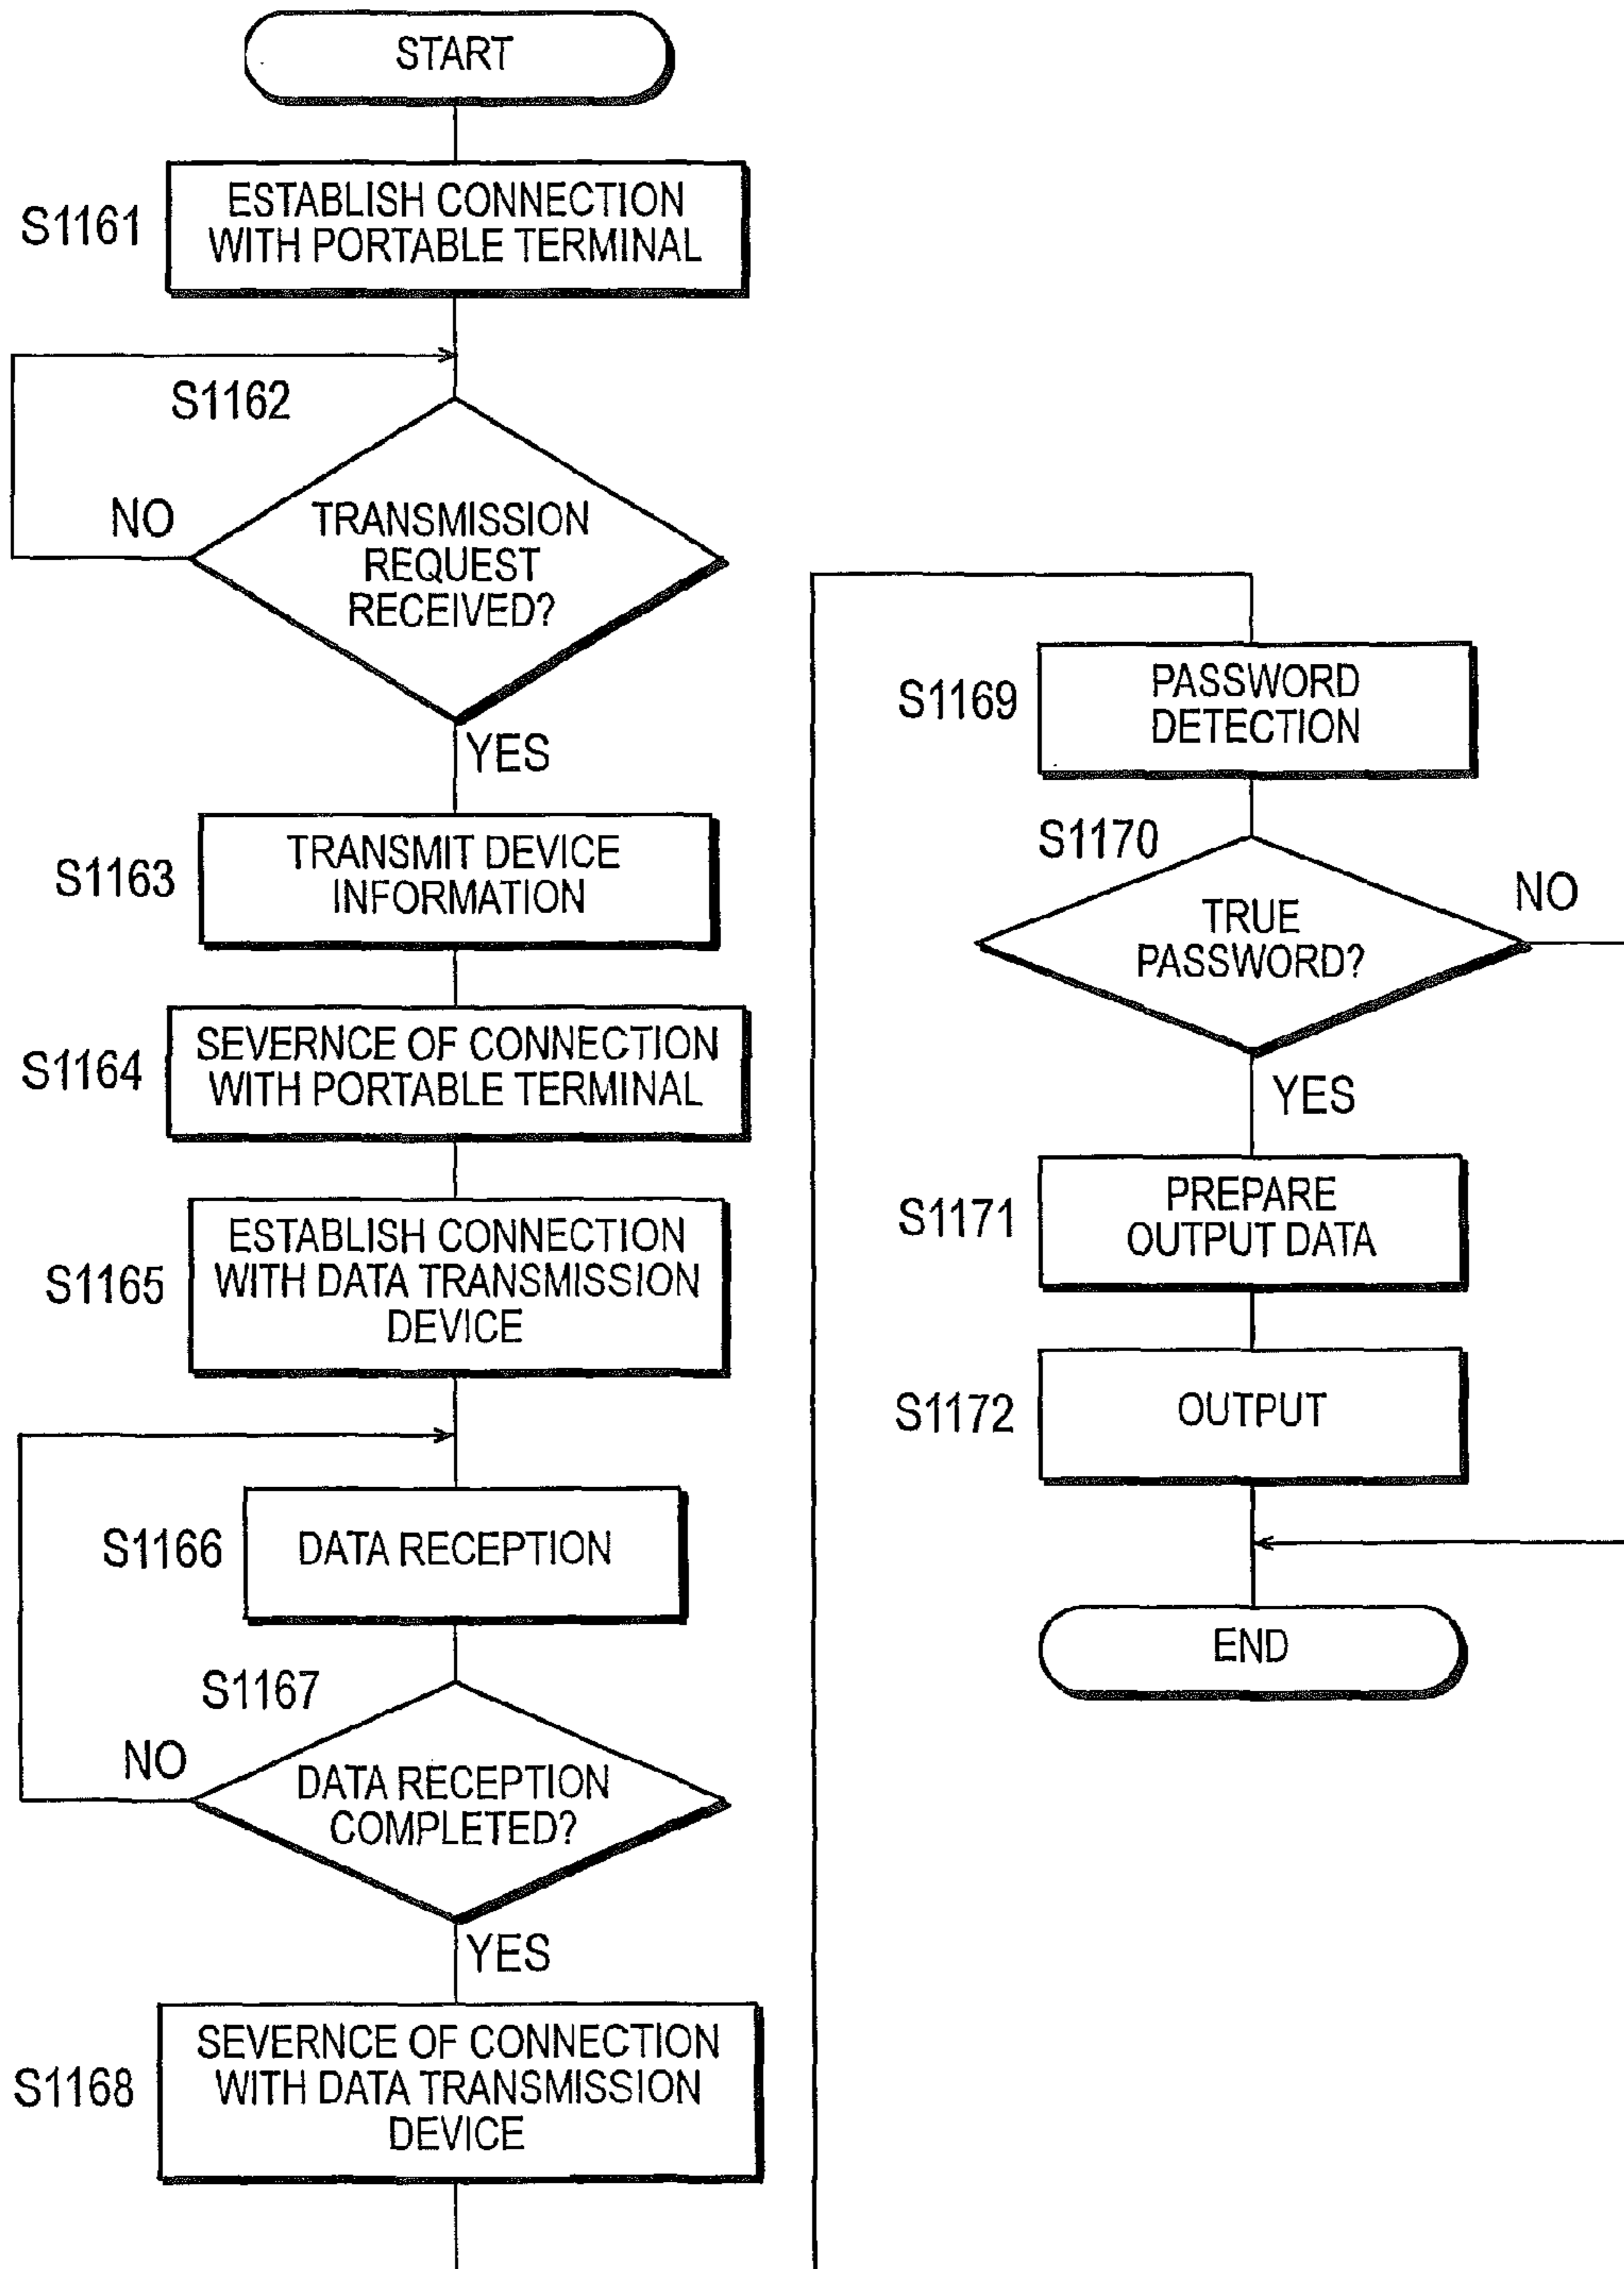 START
S1161
ESTABLISH CONNECTION
WITH PORTABLE TERMINAL
S1162
NO
TRANSMISSION
REQUEST
RECEIVED?
YES
S1163
TRANSMIT DEVICE
INFORMATION
S1164
SEVERNCE OF CONNECTION
WITH PORTABLE TERMINAL
S1165
ESTABLISH CONNECTION
WITH DATA TRANSMISSION
DEVICE
S1166
DATA RECEPTION
S1167
NO
DATA RECEPTION
COMPLETED?
YES
S1168
SEVERNCE OF CONNECTION
WITH DATA TRANSMISSION
DEVICE
S1169
PASSWORD
DETECTION
S1170
NO
TRUE
PASSWORD?
YES
S1171
PREPARE
OUTPUT DATA
S1172
OUTPUT
END